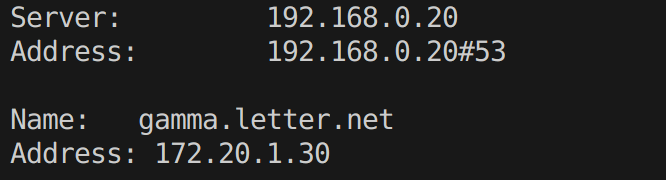 Server: 192.168.0.20
Address: 192.168.0.20#53

Name: gamma.letter.net
Address: 172.20.1.30